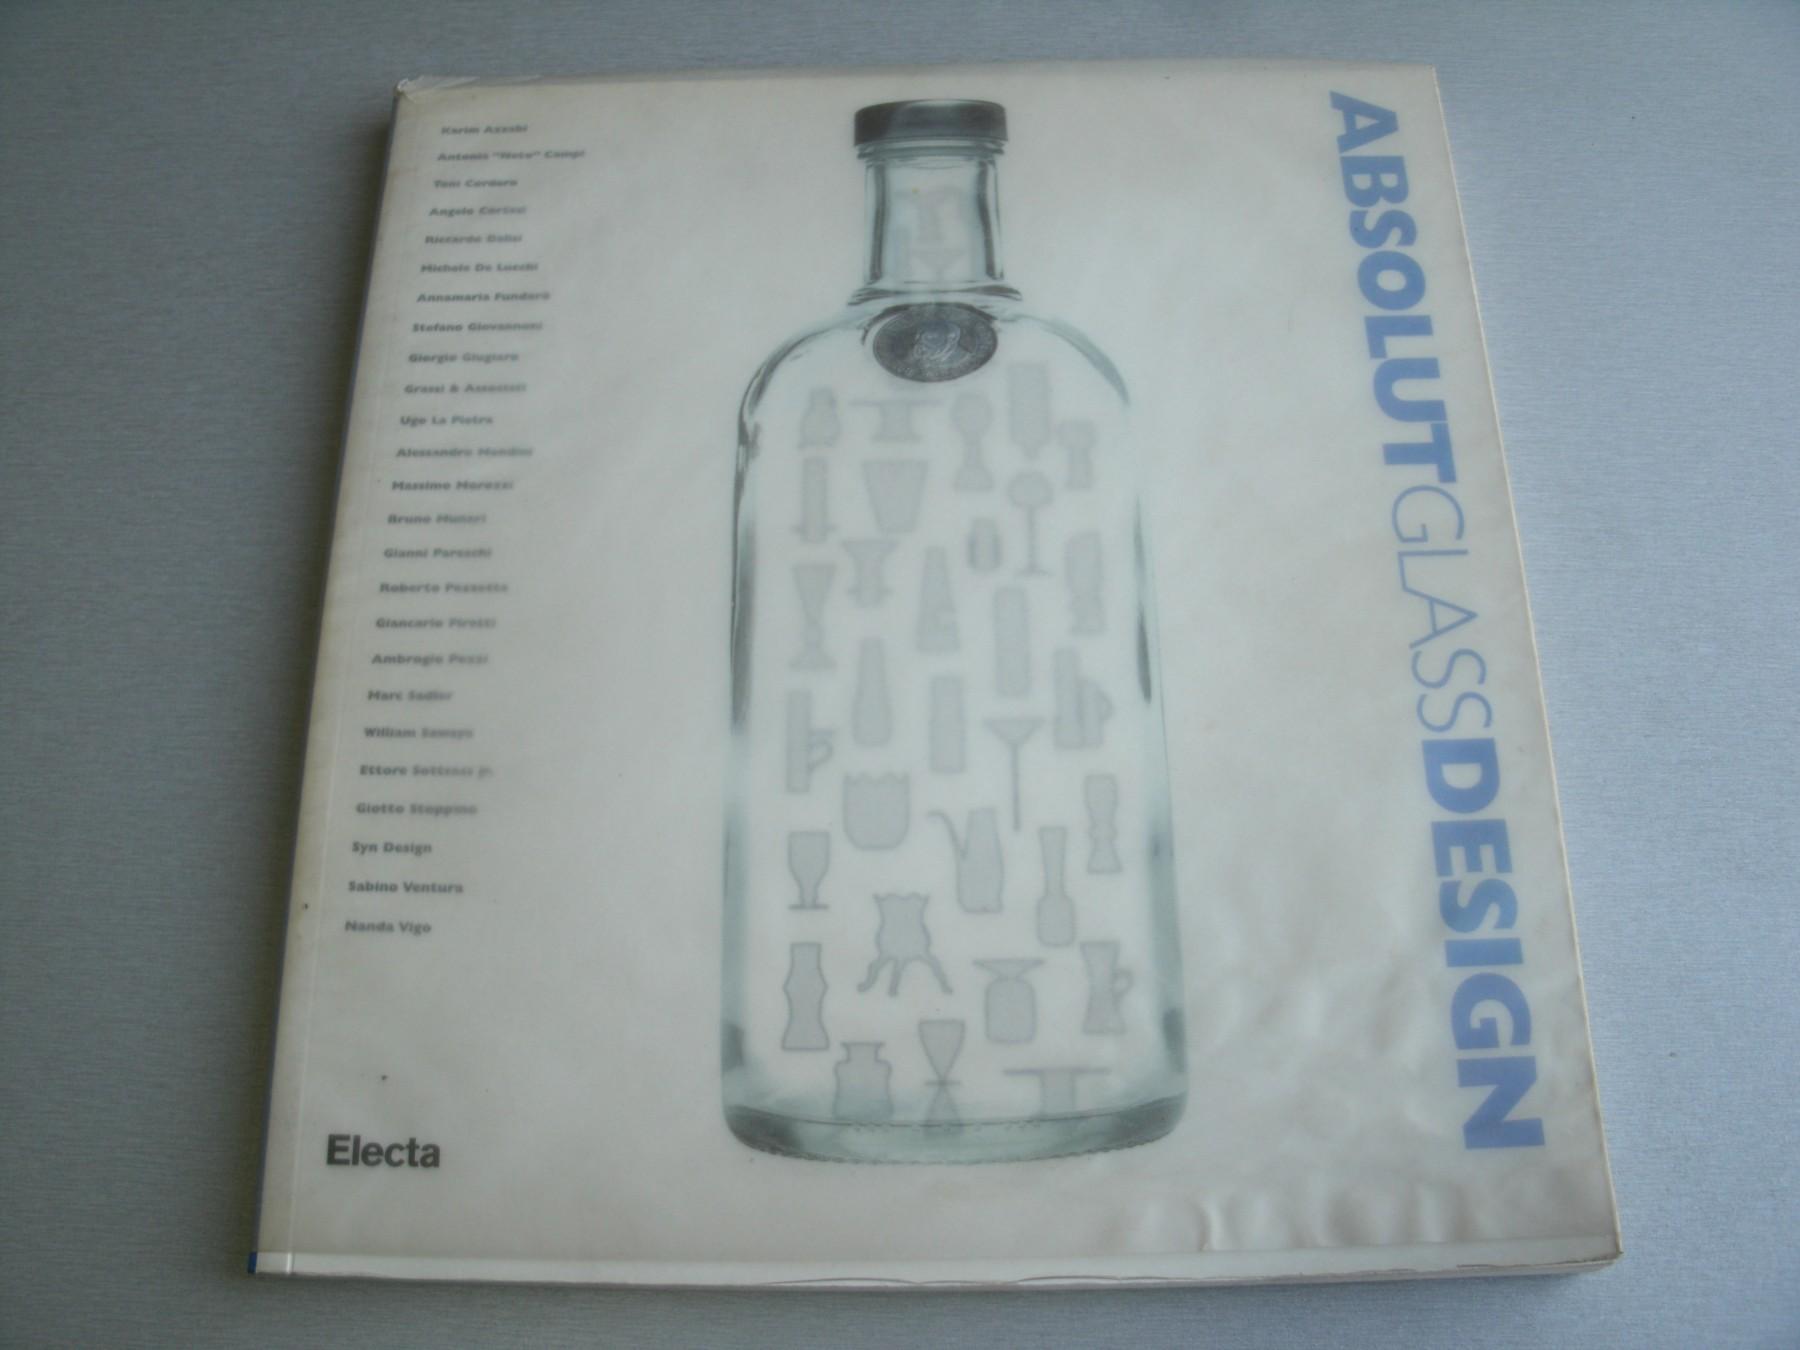 Karim Azzabi
Antonia "Neto" Campi
Toni Cordero
Angelo Cortesi
Riccardo Dalisi
Michele De Lucchi
Annamaria Fundarò
Stefano Giovannoni
Giorgio Giugiaro
Grassi & Associati
Ugo La Pietra
Alessandro Mendini
Massimo Morozzi
Bruno Munari
Gianni Pareschi
Roberto Pezzetta
Giancarlo Piretti
Ambrogio Pozzi
Marc Sadler
William Sawaya
Ettore Sottsass jr.
Giotto Stoppino
Syn Design
Sabino Ventura
Nanda Vigo
Electa
ABSOLUTGLASSDESIGN